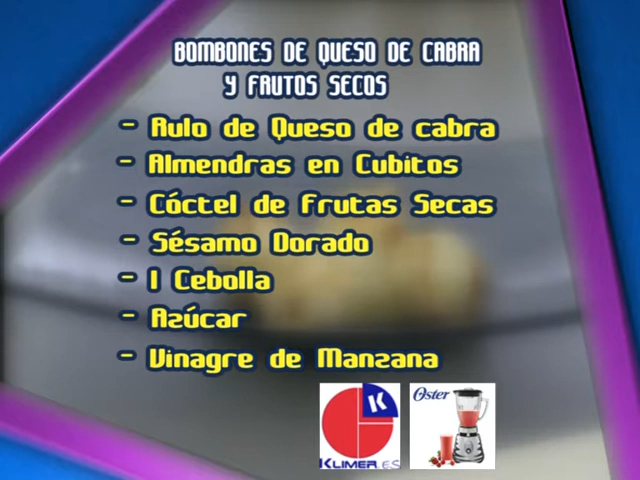 BOMBONES DE QUESO DE CABRA
Y FRUTOS SECOS
- Rulo de Queso de cabra
- Almendras en Cubitos
- Cóctel de Frutas Secas
- Sésamo Dorado
- 1 Cebolla
- Azúcar
- Vinagre de Manzana
K
KLIMER.ES
Oster